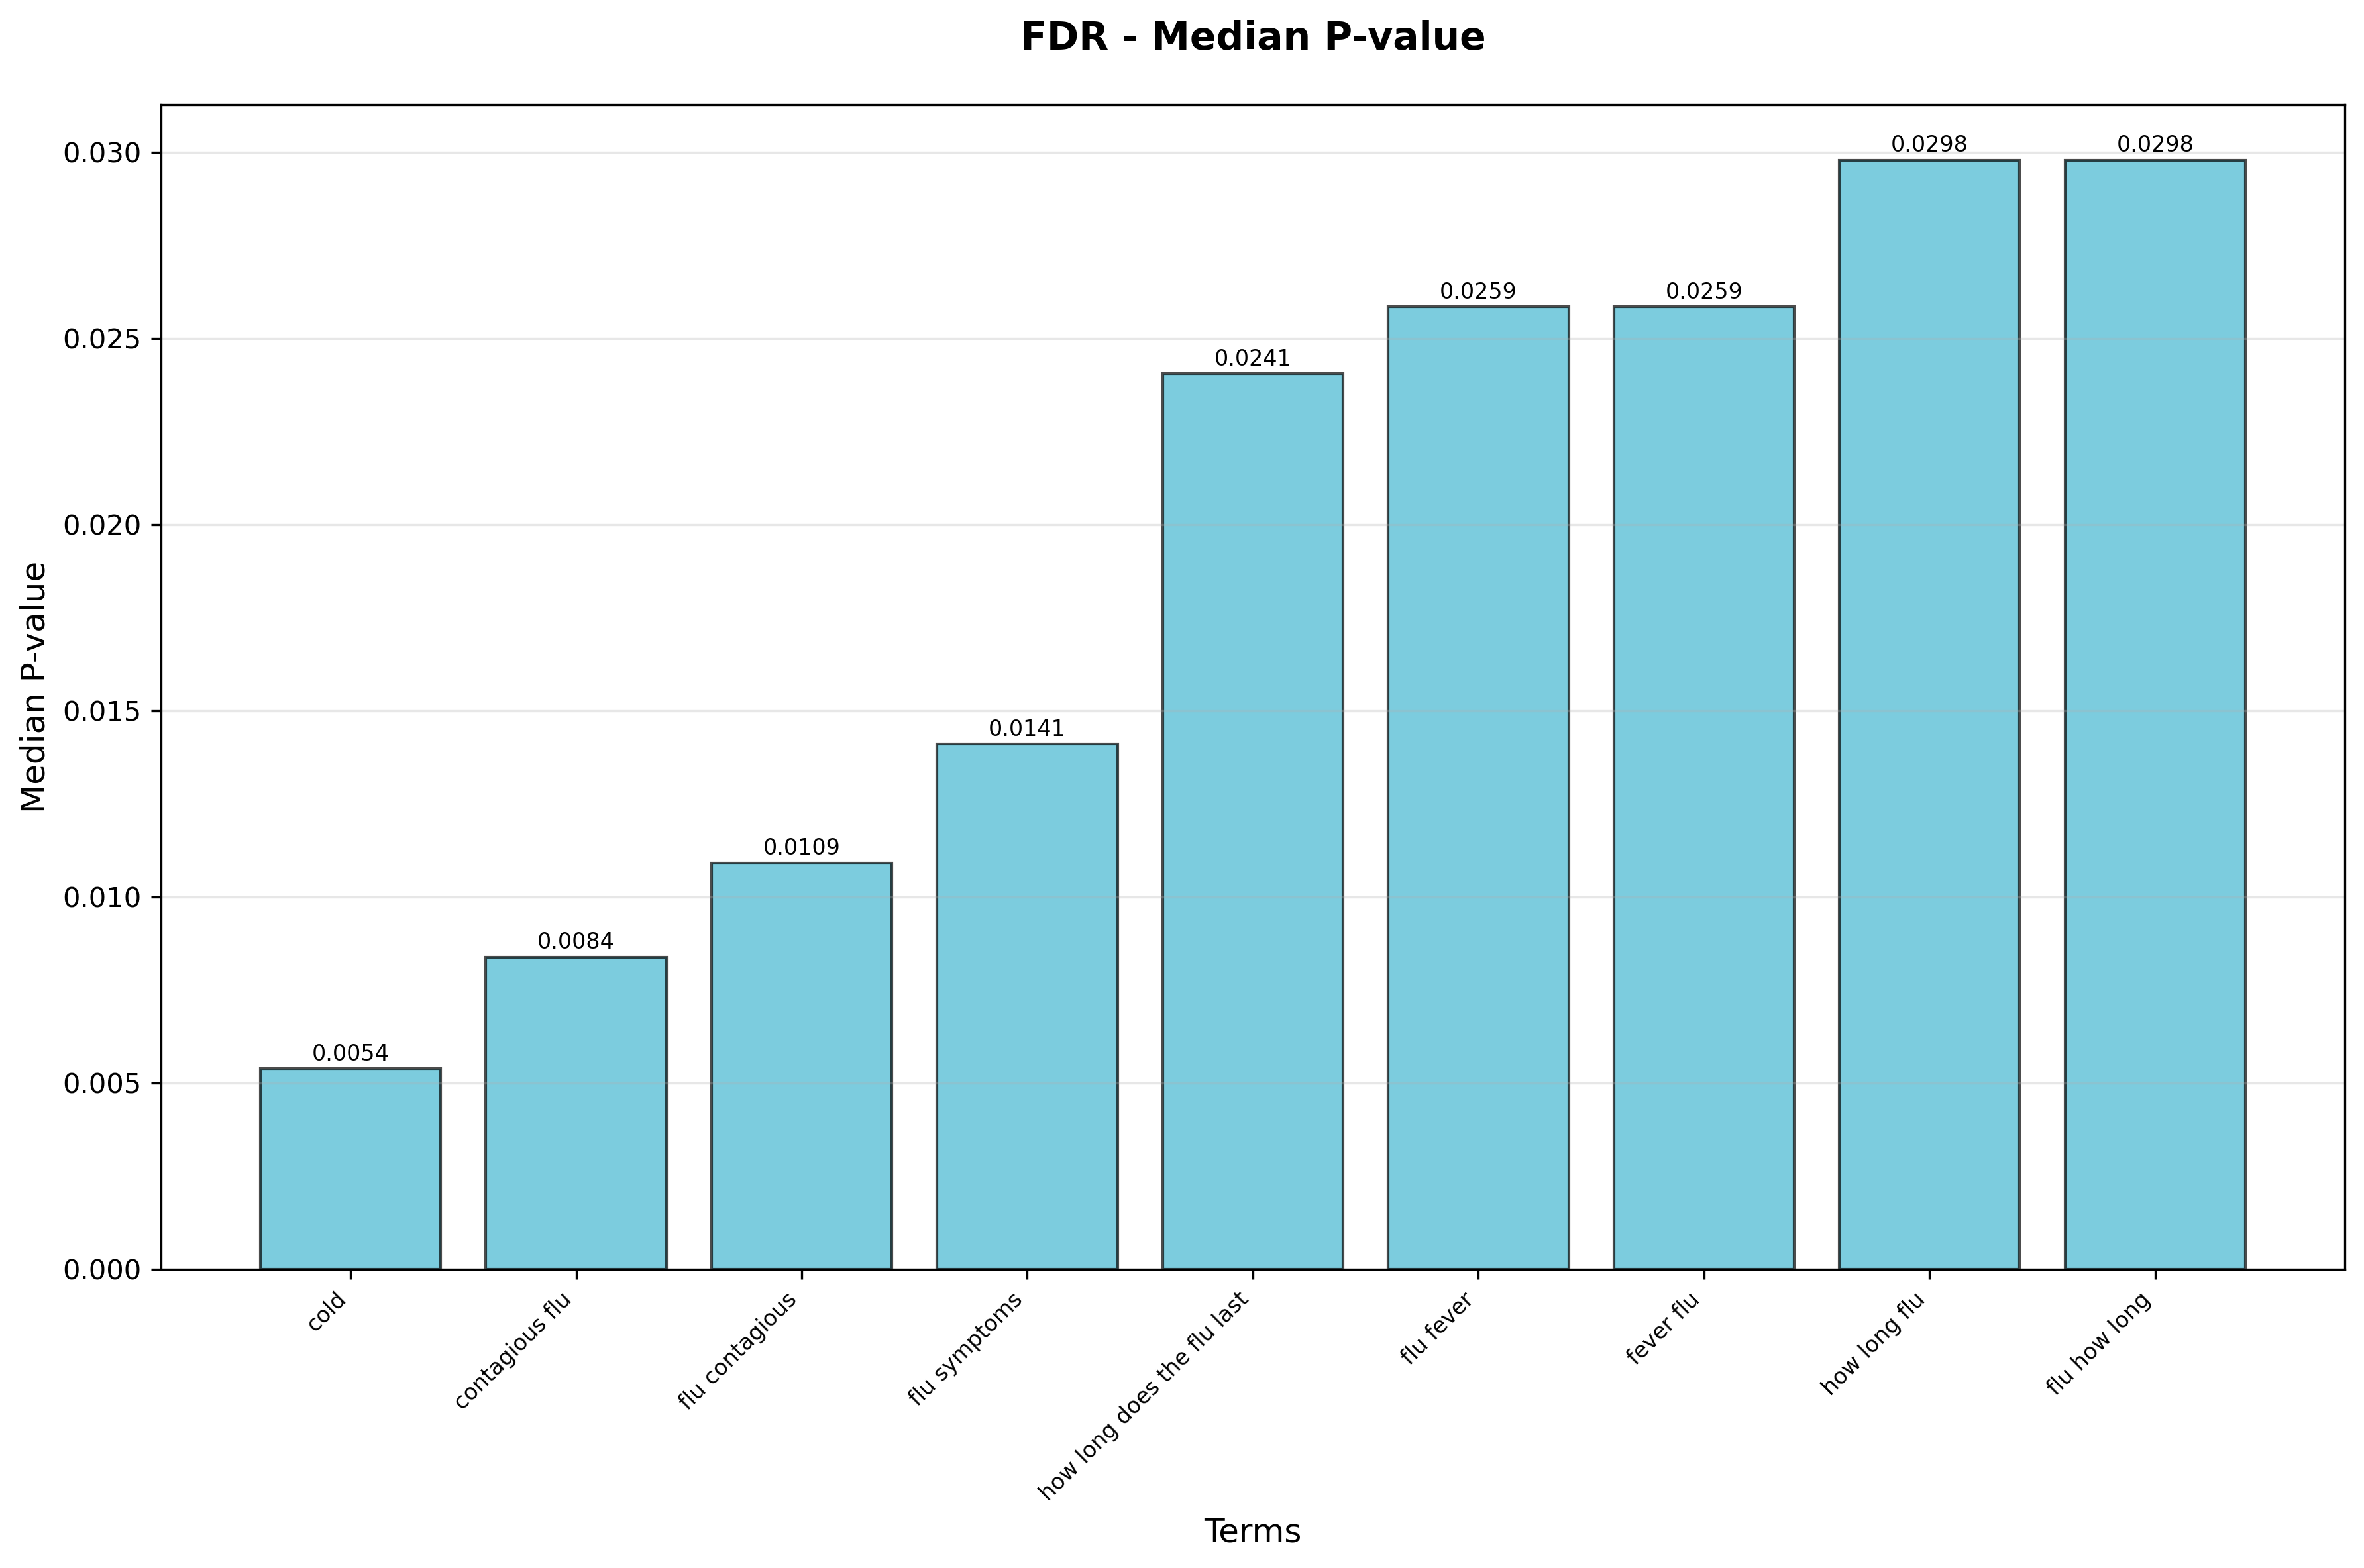 FDR - Median P-value
Median P-value
0.030
0.025
0.020
0.015
0.010
0.005
0.000
0.0054
0.0084
0.0109
0.0141
0.0241
0.0259
0.0259
0.0298
0.0298
cold
contagious flu
flu contagious
flu symptoms
how long does the flu last
flu fever
fever flu
how long flu
flu how long
Terms